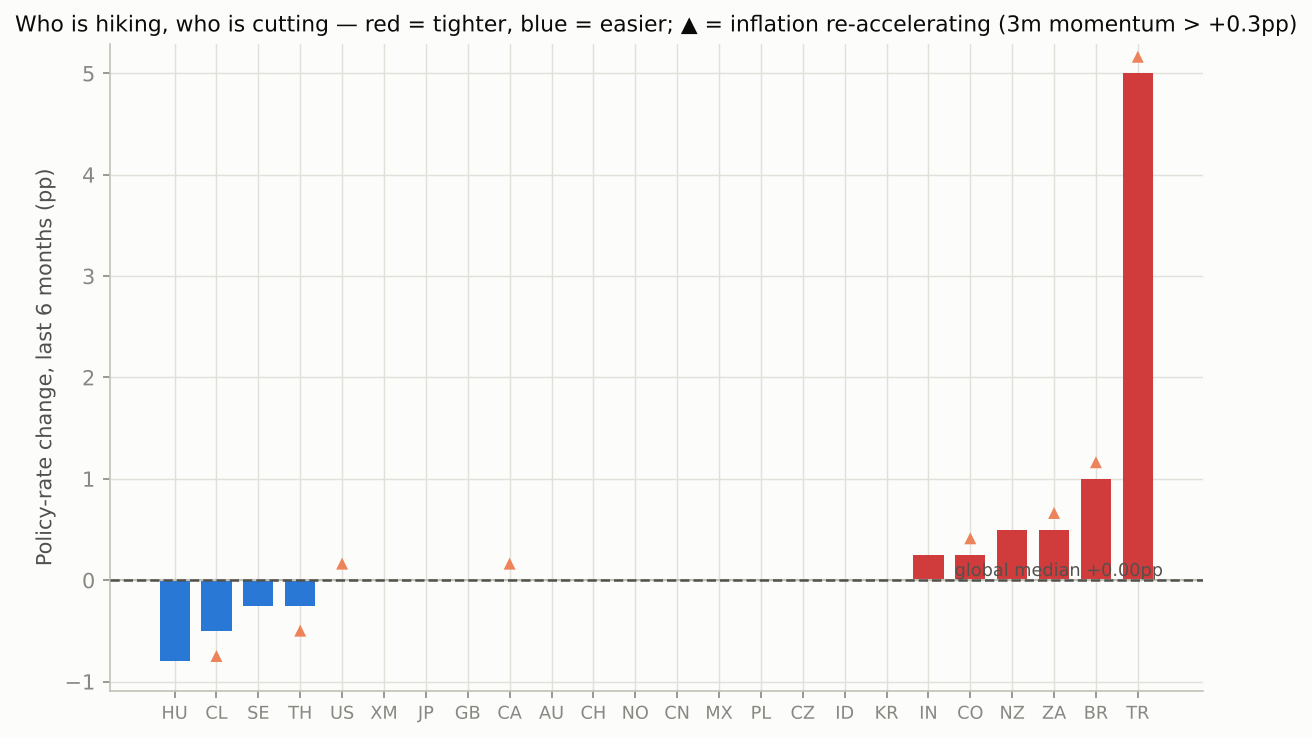 Who is hiking, who is cutting — red = tighter, blue = easier; ▲ = inflation re-accelerating (3m momentum > +0.3pp)
Policy-rate change, last 6 months (pp)
5
4
3
2
1
0
−1
global median +0.00pp
HU CL SE TH US XM JP GB CA AU CH NO CN MX PL CZ ID KR IN CO NZ ZA BR TR